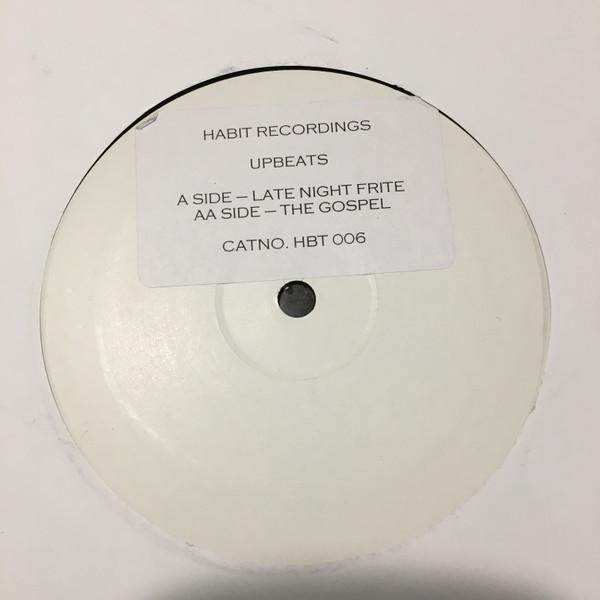 HABIT RECORDINGS
UPBEATS
A SIDE – LATE NIGHT FRITE
AA SIDE – THE GOSPEL
CATNO. HBT 006